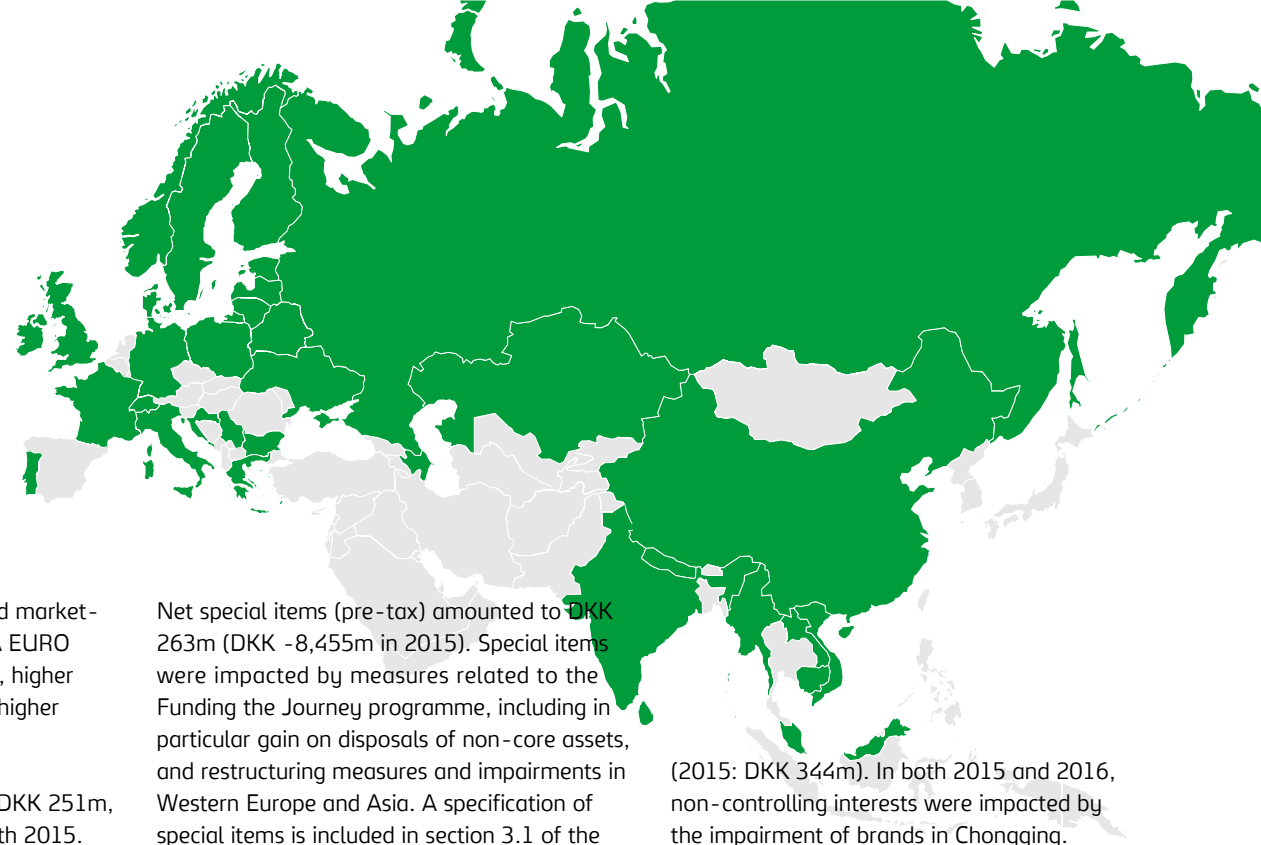 d market-
EURO
, higher
higher
DKK 251m,
th 2015.
Net special items (pre-tax) amounted to DKK
263m (DKK -8,455m in 2015). Special items
were impacted by measures related to the
Funding the Journey programme, including in
particular gain on disposals of non-core assets,
and restructuring measures and impairments in
Western Europe and Asia. A specification of
special items is included in section 3.1 of the
(2015: DKK 344m). In both 2015 and 2016,
non-controlling interests were impacted by
the impairment of brands in Chongqing.